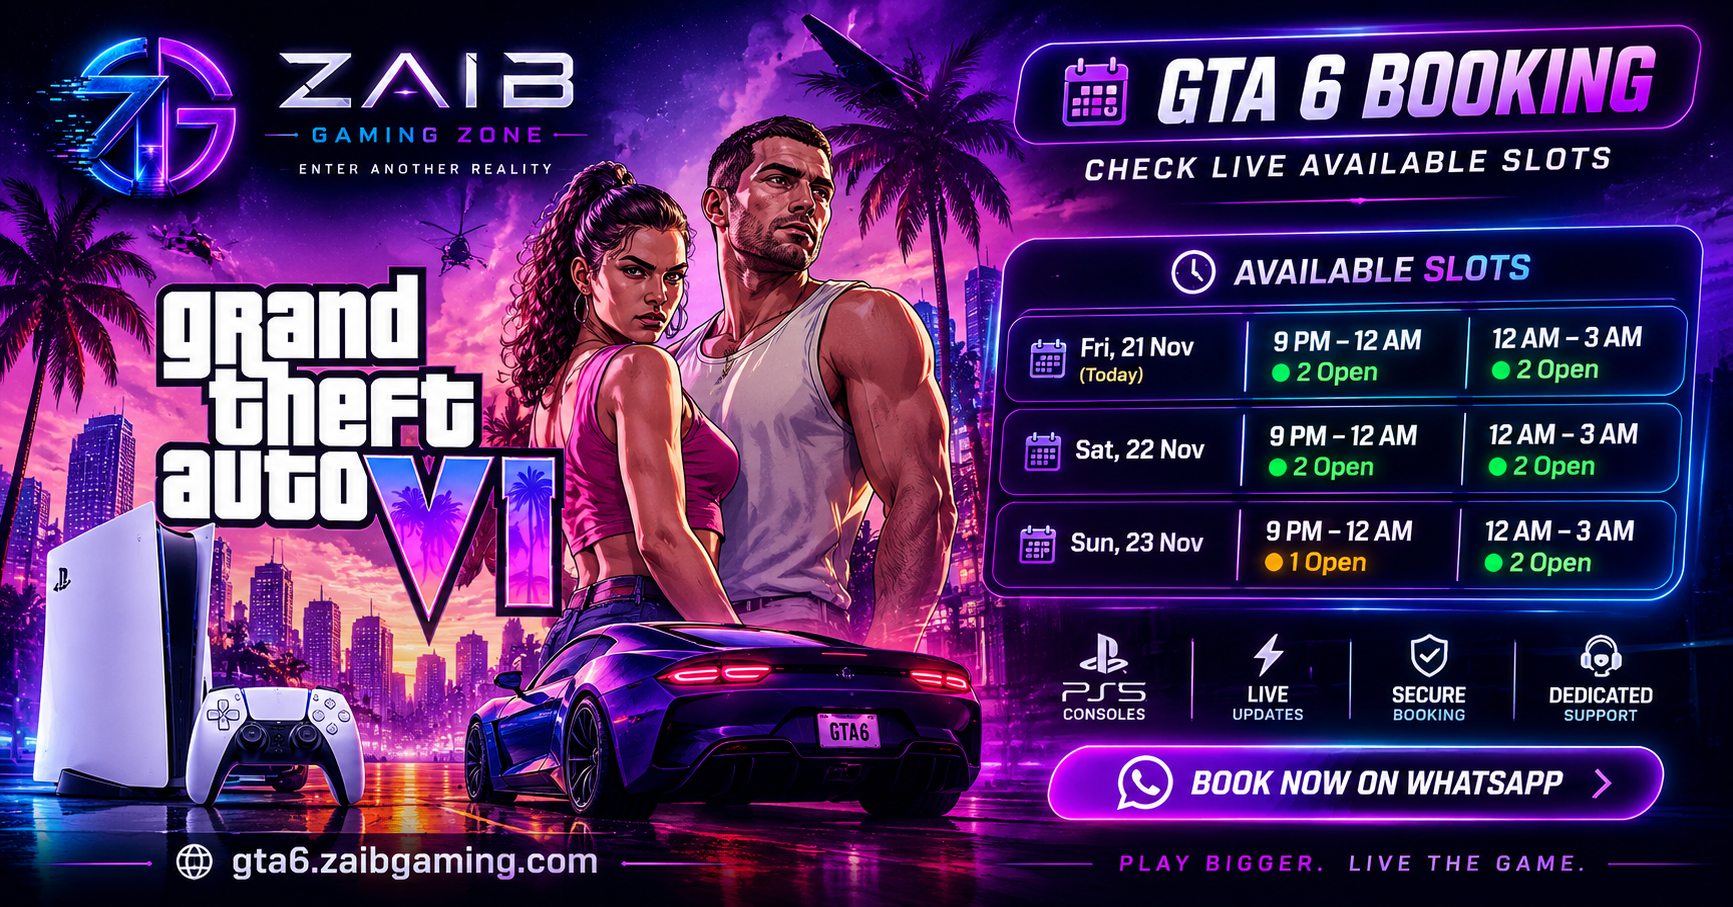 ZAIB
GAMING ZONE
ENTER ANOTHER REALITY
grand
theft
auto VI
GTA6
gta6.zaibgaming.com
GTA 6 BOOKING
CHECK LIVE AVAILABLE SLOTS
AVAILABLE SLOTS
Fri, 21 Nov
(Today)
9 PM – 12 AM
2 Open
12 AM – 3 AM
2 Open
Sat, 22 Nov
9 PM – 12 AM
2 Open
12 AM – 3 AM
2 Open
Sun, 23 Nov
9 PM – 12 AM
1 Open
12 AM – 3 AM
2 Open
PS5
CONSOLES
LIVE
UPDATES
SECURE
BOOKING
DEDICATED
SUPPORT
BOOK NOW ON WHATSAPP
PLAY BIGGER. LIVE THE GAME.